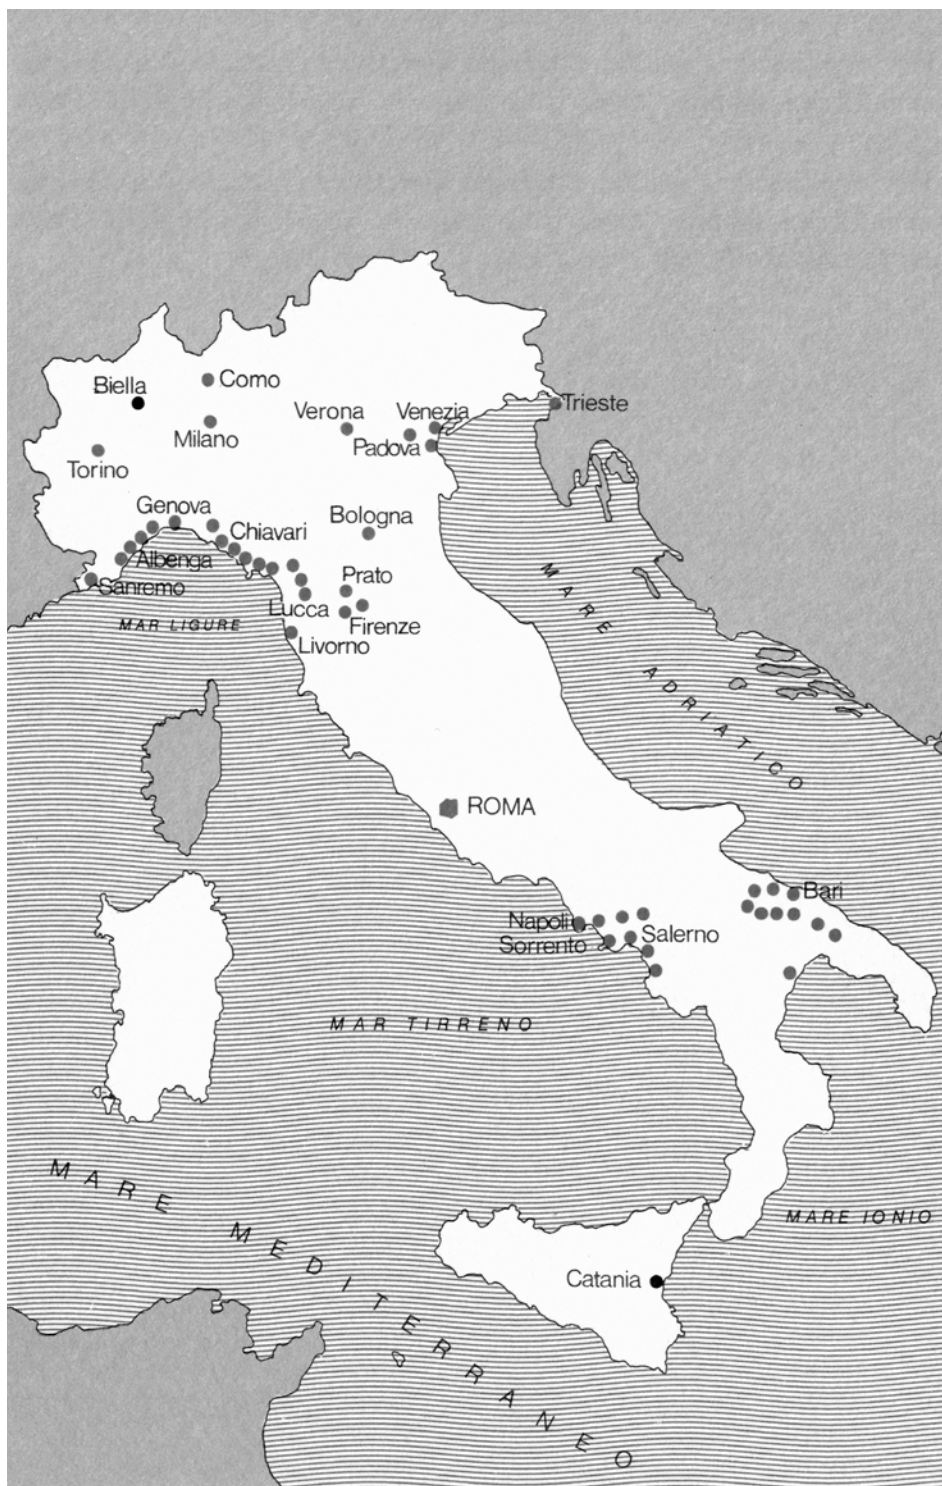 Biella
Como
Verona
Venezia
Trieste
Milano
Padova
Torino
Genova
Chiavari
Bologna
Albenga
Sanremo
Prato
Lucca
Firenze
Livorno
MAR LIGURE
MARE ADRIATICO
ROMA
Bari
Napoli
Salerno
Sorrento
MAR TIRRENO
MARE MEDITERRANEO
MARE IONIO
Catania